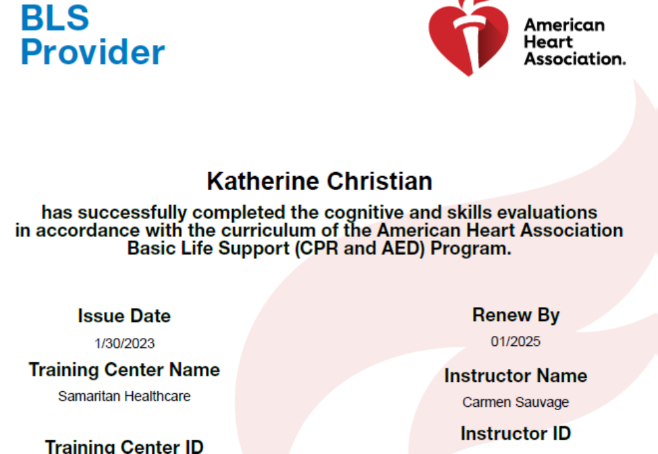 BLS
Provider
American
Heart
Association.
Katherine Christian
has successfully completed the cognitive and skills evaluations
in accordance with the curriculum of the American Heart Association
Basic Life Support (CPR and AED) Program.
Issue Date
1/30/2023
Training Center Name
Samaritan Healthcare
Training Center ID
Renew By
01/2025
Instructor Name
Carmen Sauvage
Instructor ID